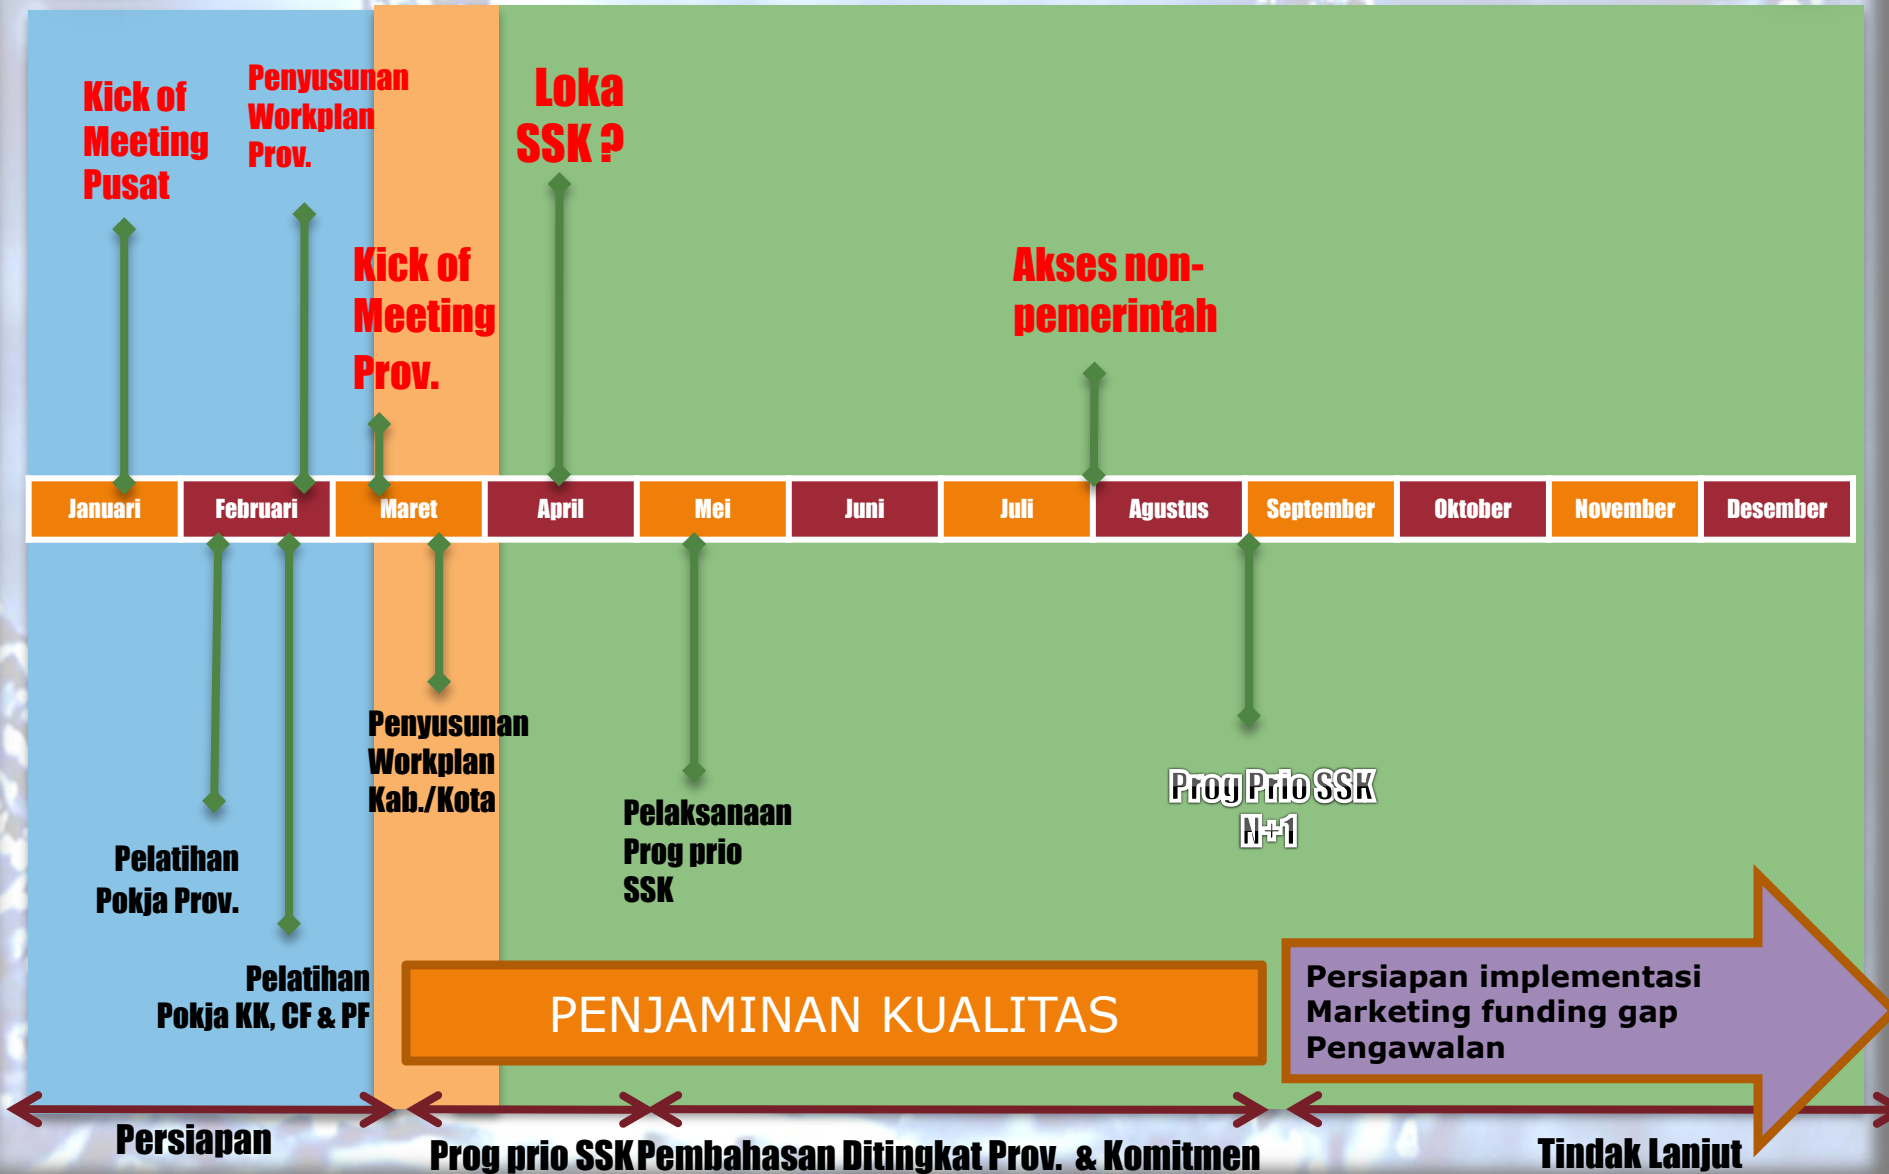 Kick of
Meeting
Pusat
Penyusunan
Workplan
Prov.
Loka
SSK ?
Kick of
Meeting
Prov.
Akses non-
pemerintah
Januari
Februari
Maret
April
Mei
Juni
Juli
Agustus
September
Oktober
November
Desember
Penyusunan
Workplan
Kab./Kota
Pelatihan
Pokja Prov.
Pelaksanaan
Prog prio
SSK
Prog Prio SSK
N+1
Pelatihan
Pokja KK, CF & PF
PENJAMINAN KUALITAS
Persiapan implementasi
Marketing funding gap
Pengawalan
Persiapan
Prog prio SSK
Pembahasan Ditingkat Prov. & Komitmen
Tindak Lanjut